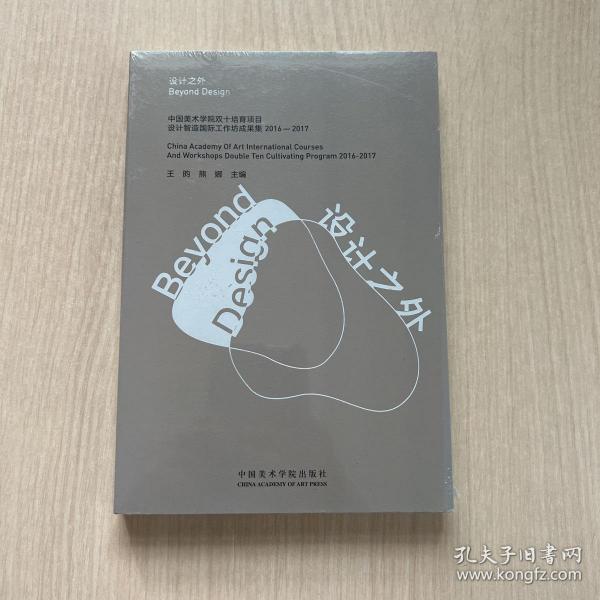 设计之外
Beyond Design
中国美术学院双十培育项目
设计智造国际工作坊成果集 2016—2017
China Academy Of Art International Courses
And Workshops Double Ten Cultivating Program 2016-2017
王 昀 熊 娜 主编
Beyond
Design
设计之外
中国美术学院出版社
CHINA ACADEMY OF ART PRESS
孔夫子旧书网
www.kongfz.com